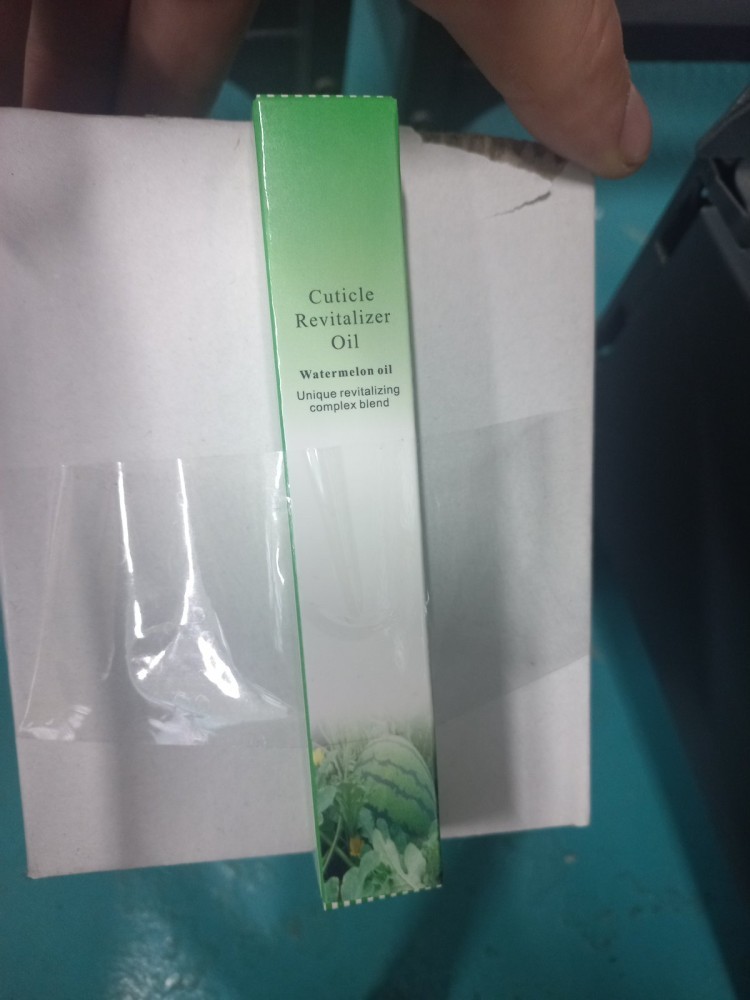 Cuticle
Revitalizer
Oil
Watermelon oil
Unique revitalizing
complex blend